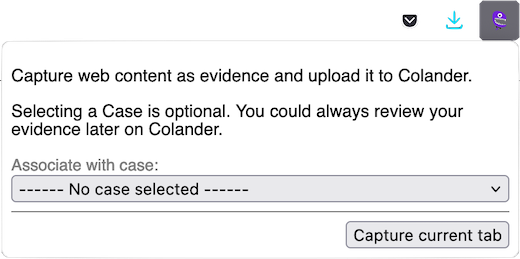 Capture web content as evidence and upload it to Colander.
Selecting a Case is optional. You could always review your
evidence later on Colander.
Associate with case:
------ No case selected ------
Capture current tab